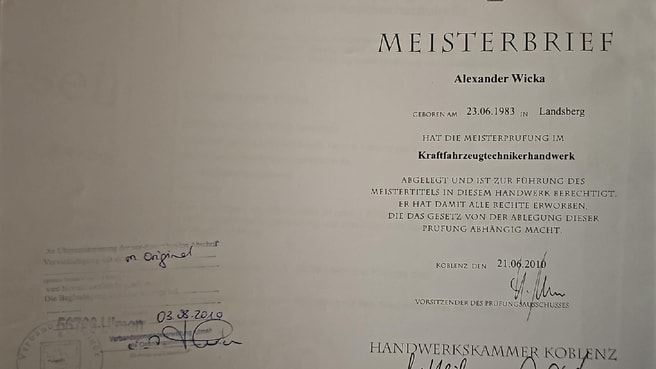 MEISTERBRIEF
Alexander Wicka
GEBOREN AM 23.06.1983 IN Landsberg
HAT DIE MEISTERPRÜFUNG IM
Kraftfahrzeugtechnikerhandwerk
ABGELEGT UND IST ZUR FÜHRUNG DES
MEISTERTITELS IN DIESEM HANDWERK BERECHTIGT.
ER HAT DAMIT ALLE RECHTE ERWORBEN,
DIE DAS GESETZ VON DER ABLEGUNG DIESER
PRÜFUNG ABHÄNGIG MACHT.
KOBLENZ DEN 21.06.2010
VORSITZENDER DES PRÜFUNGSAUSSCHUSSES
HANDWERKSKAMMER KOBLENZ
Original
Die
03.08.2010